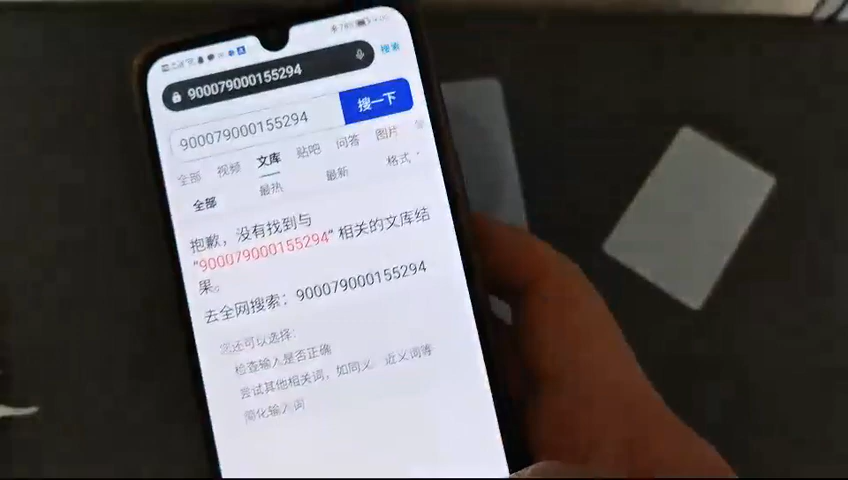 900079000155294
搜索
900079000155294
搜一下
全部 视频 文库 贴吧 问答 图片
全部 最热 最新 格式
抱歉，没有找到与
“900079000155294” 相关的文库结
果。
去全网搜索：900079000155294
您还可以选择：
检查输入是否正确
尝试其他相关词，如同义、近义词等
简化输入词